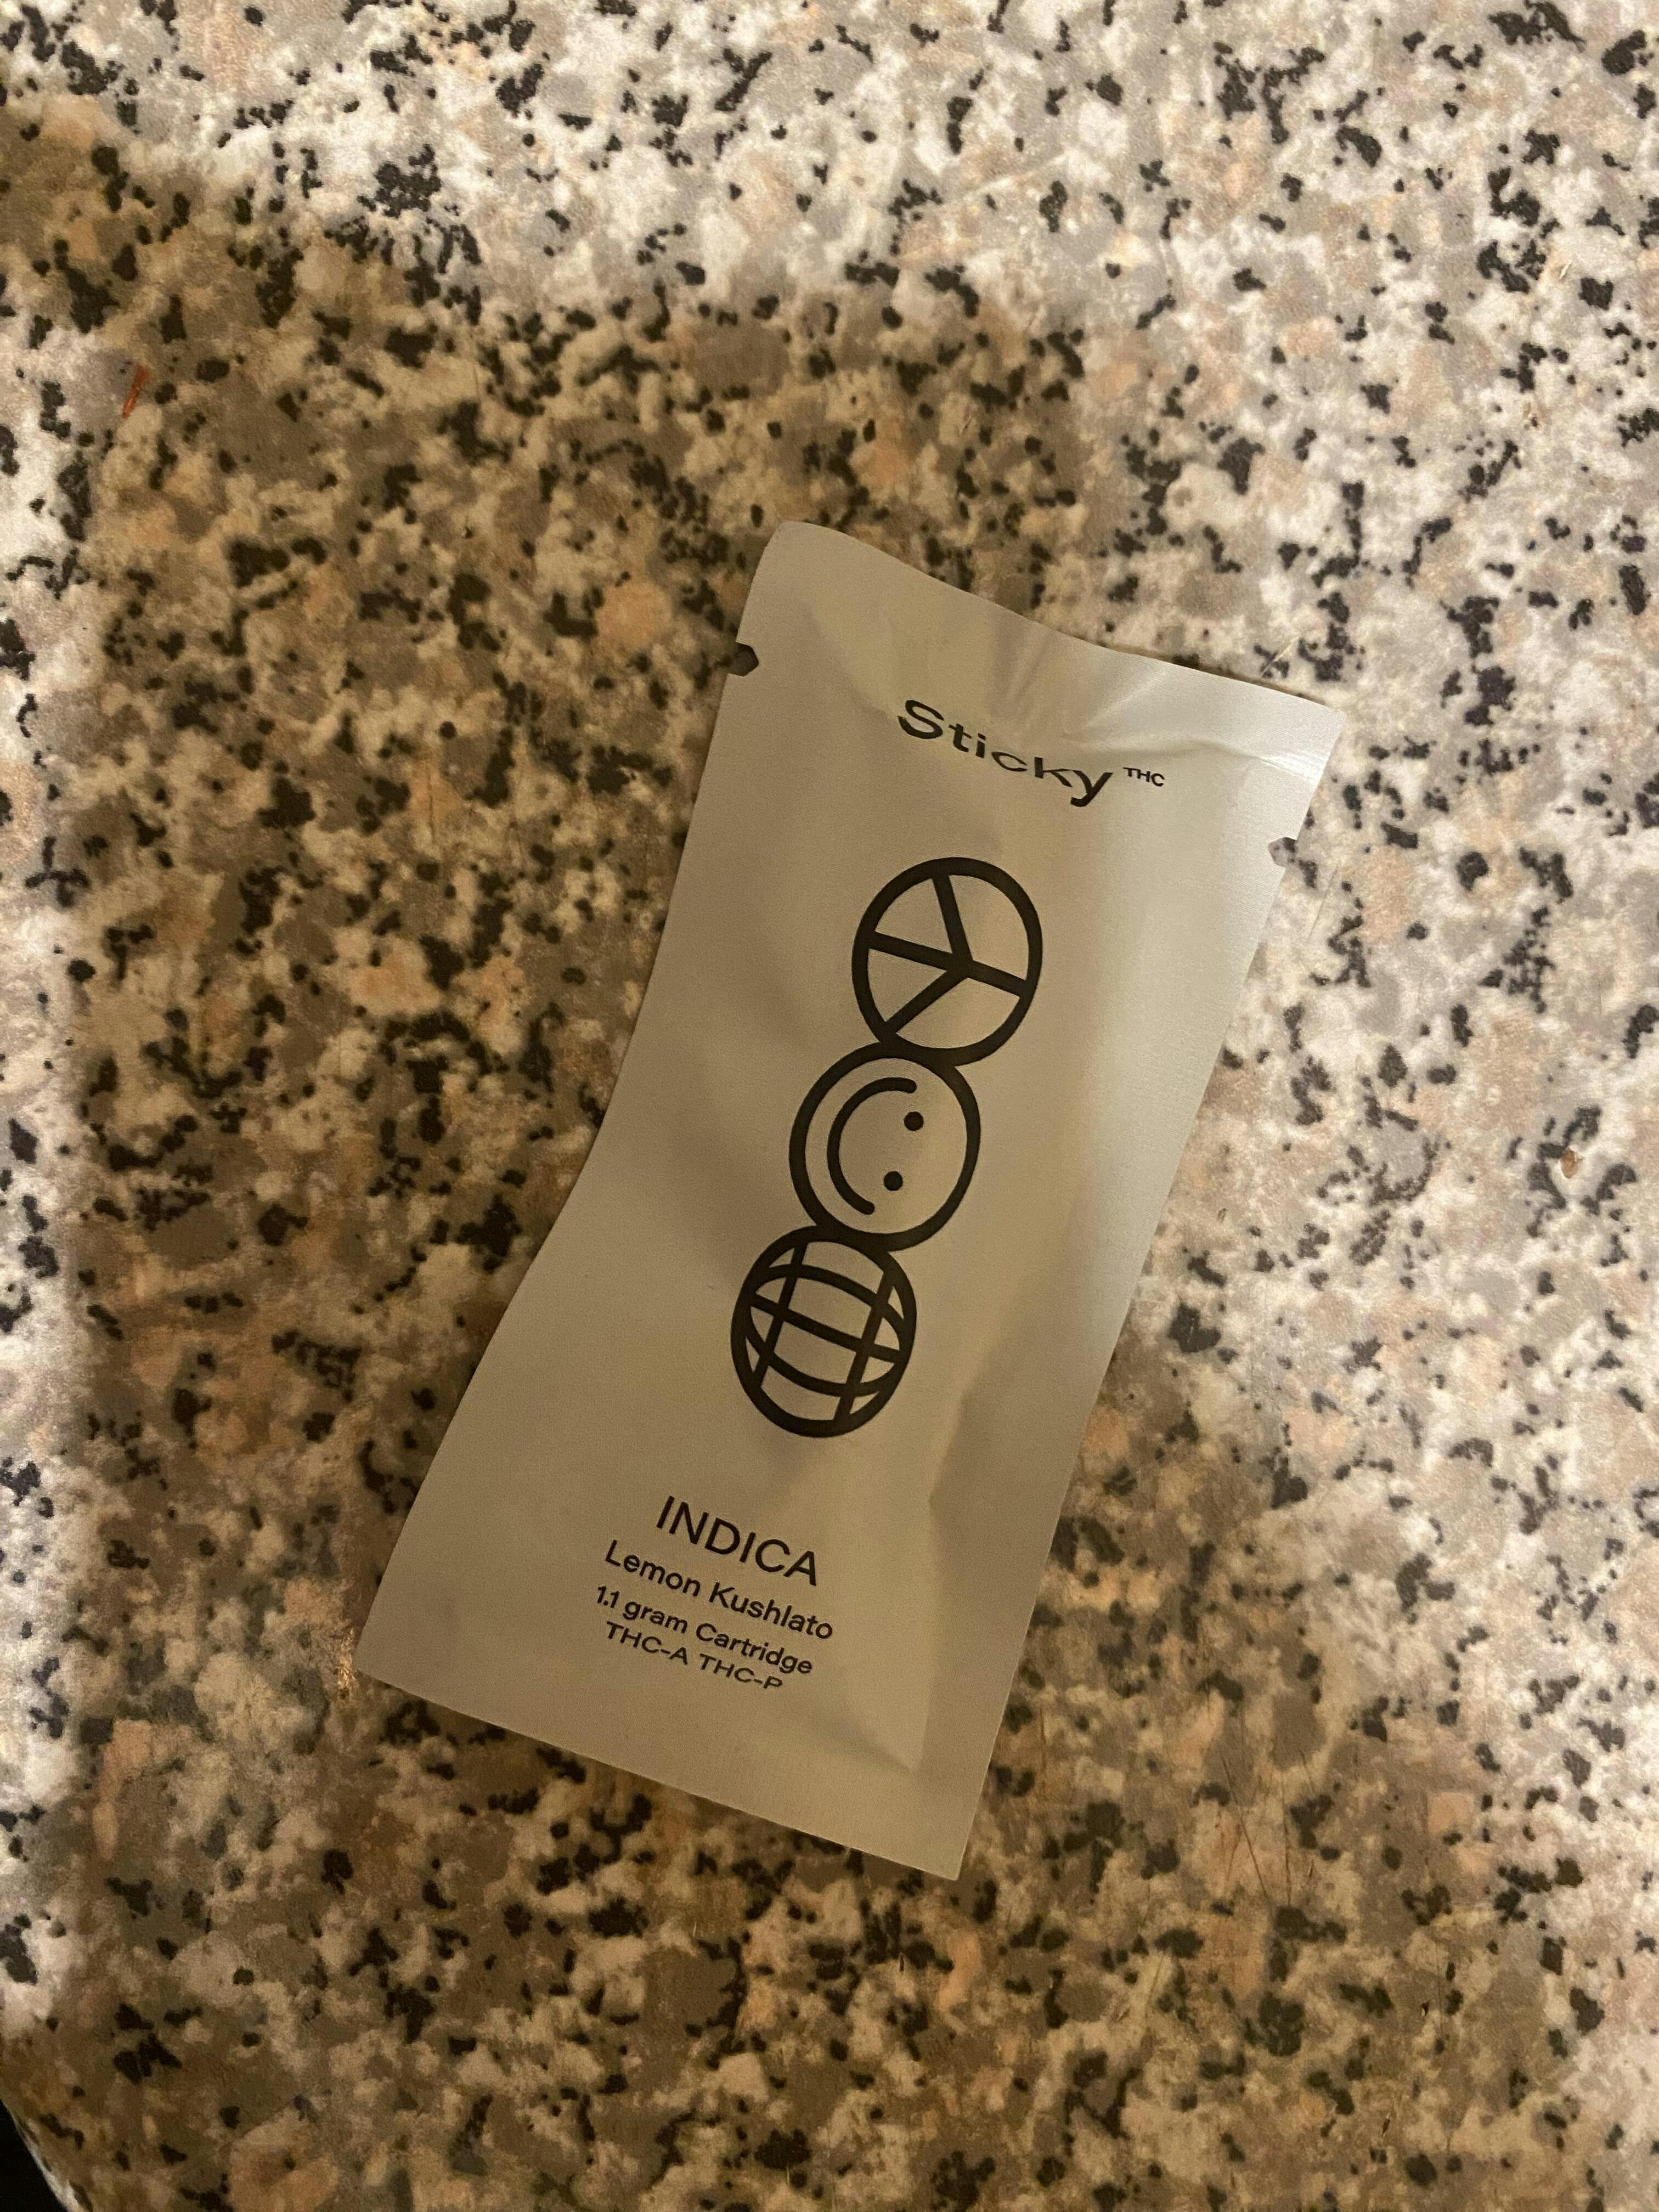 Sticky THC
INDICA
Lemon Kushlato
1.1 gram Cartridge
THC-A THC-P